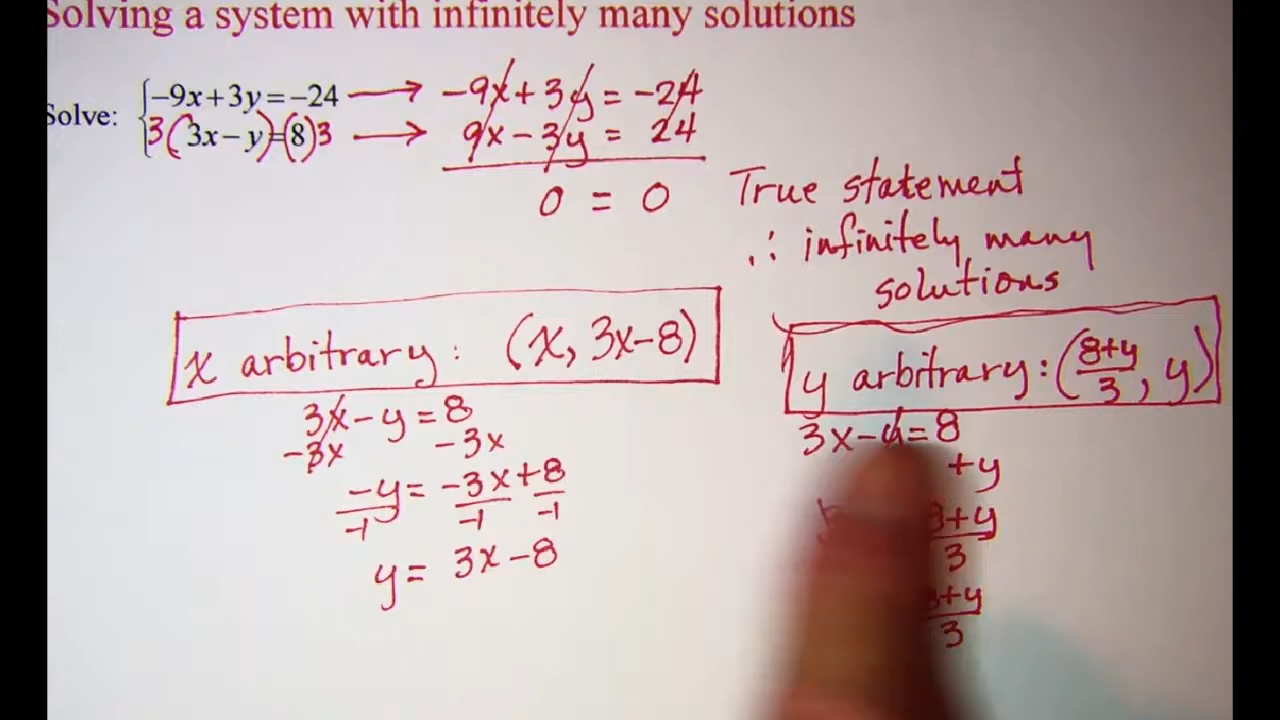 Solving a system with infinitely many solutions
Solve: {-9x+3y=-24 → -9x+3y = -24
3(3x-y)=(8)3 → 9x-3y = 24
0 = 0 True statement
∴ infinitely many
solutions
x arbitrary: (x, 3x-8)
3x-y=8
-3x -3x
-y/-1 = -3x/-1 +8/-1
y= 3x-8
y arbitrary: ((8+y)/3, y)
3x-y=8
+y
8+y
3
+y
3